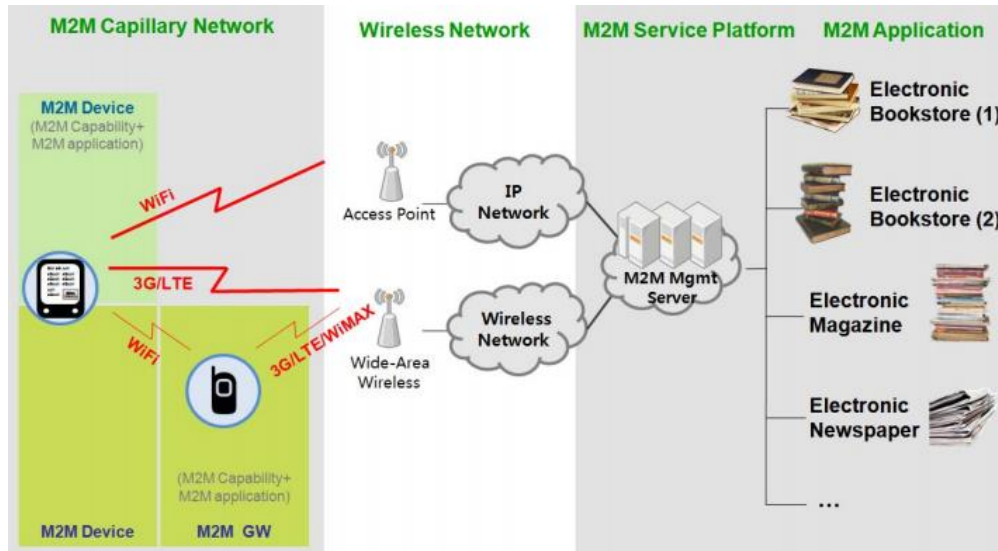 M2M Capillary Network
Wireless Network
M2M Service Platform
M2M Application
M2M Device
(M2M Capability+
M2M application)
WiFi
3G/LTE
WiFi
3G/LTE/WiMAX
(M2M Capability+
M2M application)
M2M Device
M2M GW
Access Point
IP
Network
Wide-Area
Wireless
Wireless
Network
M2M Mgmt
Server
Electronic
Bookstore (1)
Electronic
Bookstore (2)
Electronic
Magazine
Electronic
Newspaper
...